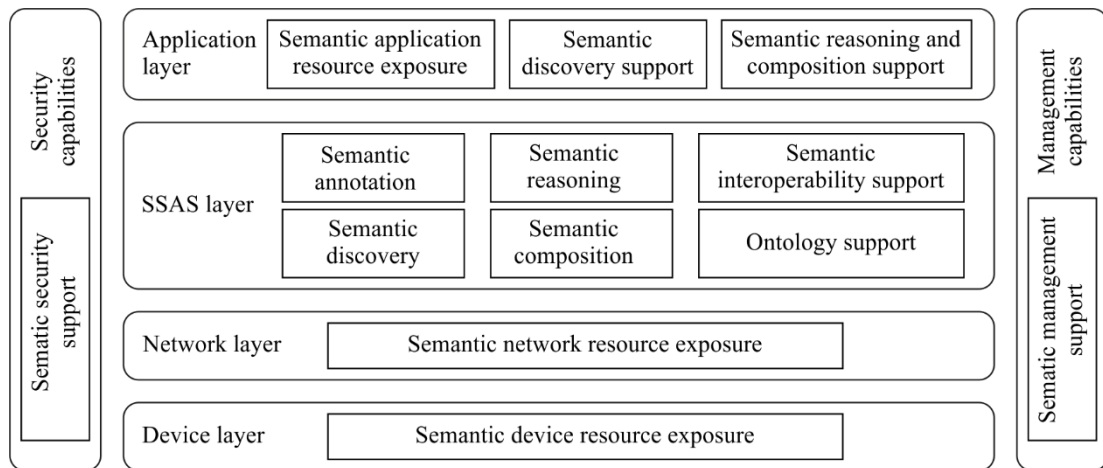 Security
capabilities
Sematic security
support
Application
layer
Semantic application
resource exposure
Semantic
discovery support
Semantic reasoning and
composition support
SSAS layer
Semantic
annotation
Semantic
reasoning
Semantic
interoperability support
Semantic
discovery
Semantic
composition
Ontology support
Network layer
Semantic network resource exposure
Device layer
Semantic device resource exposure
Management
capabilities
Sematic management
support